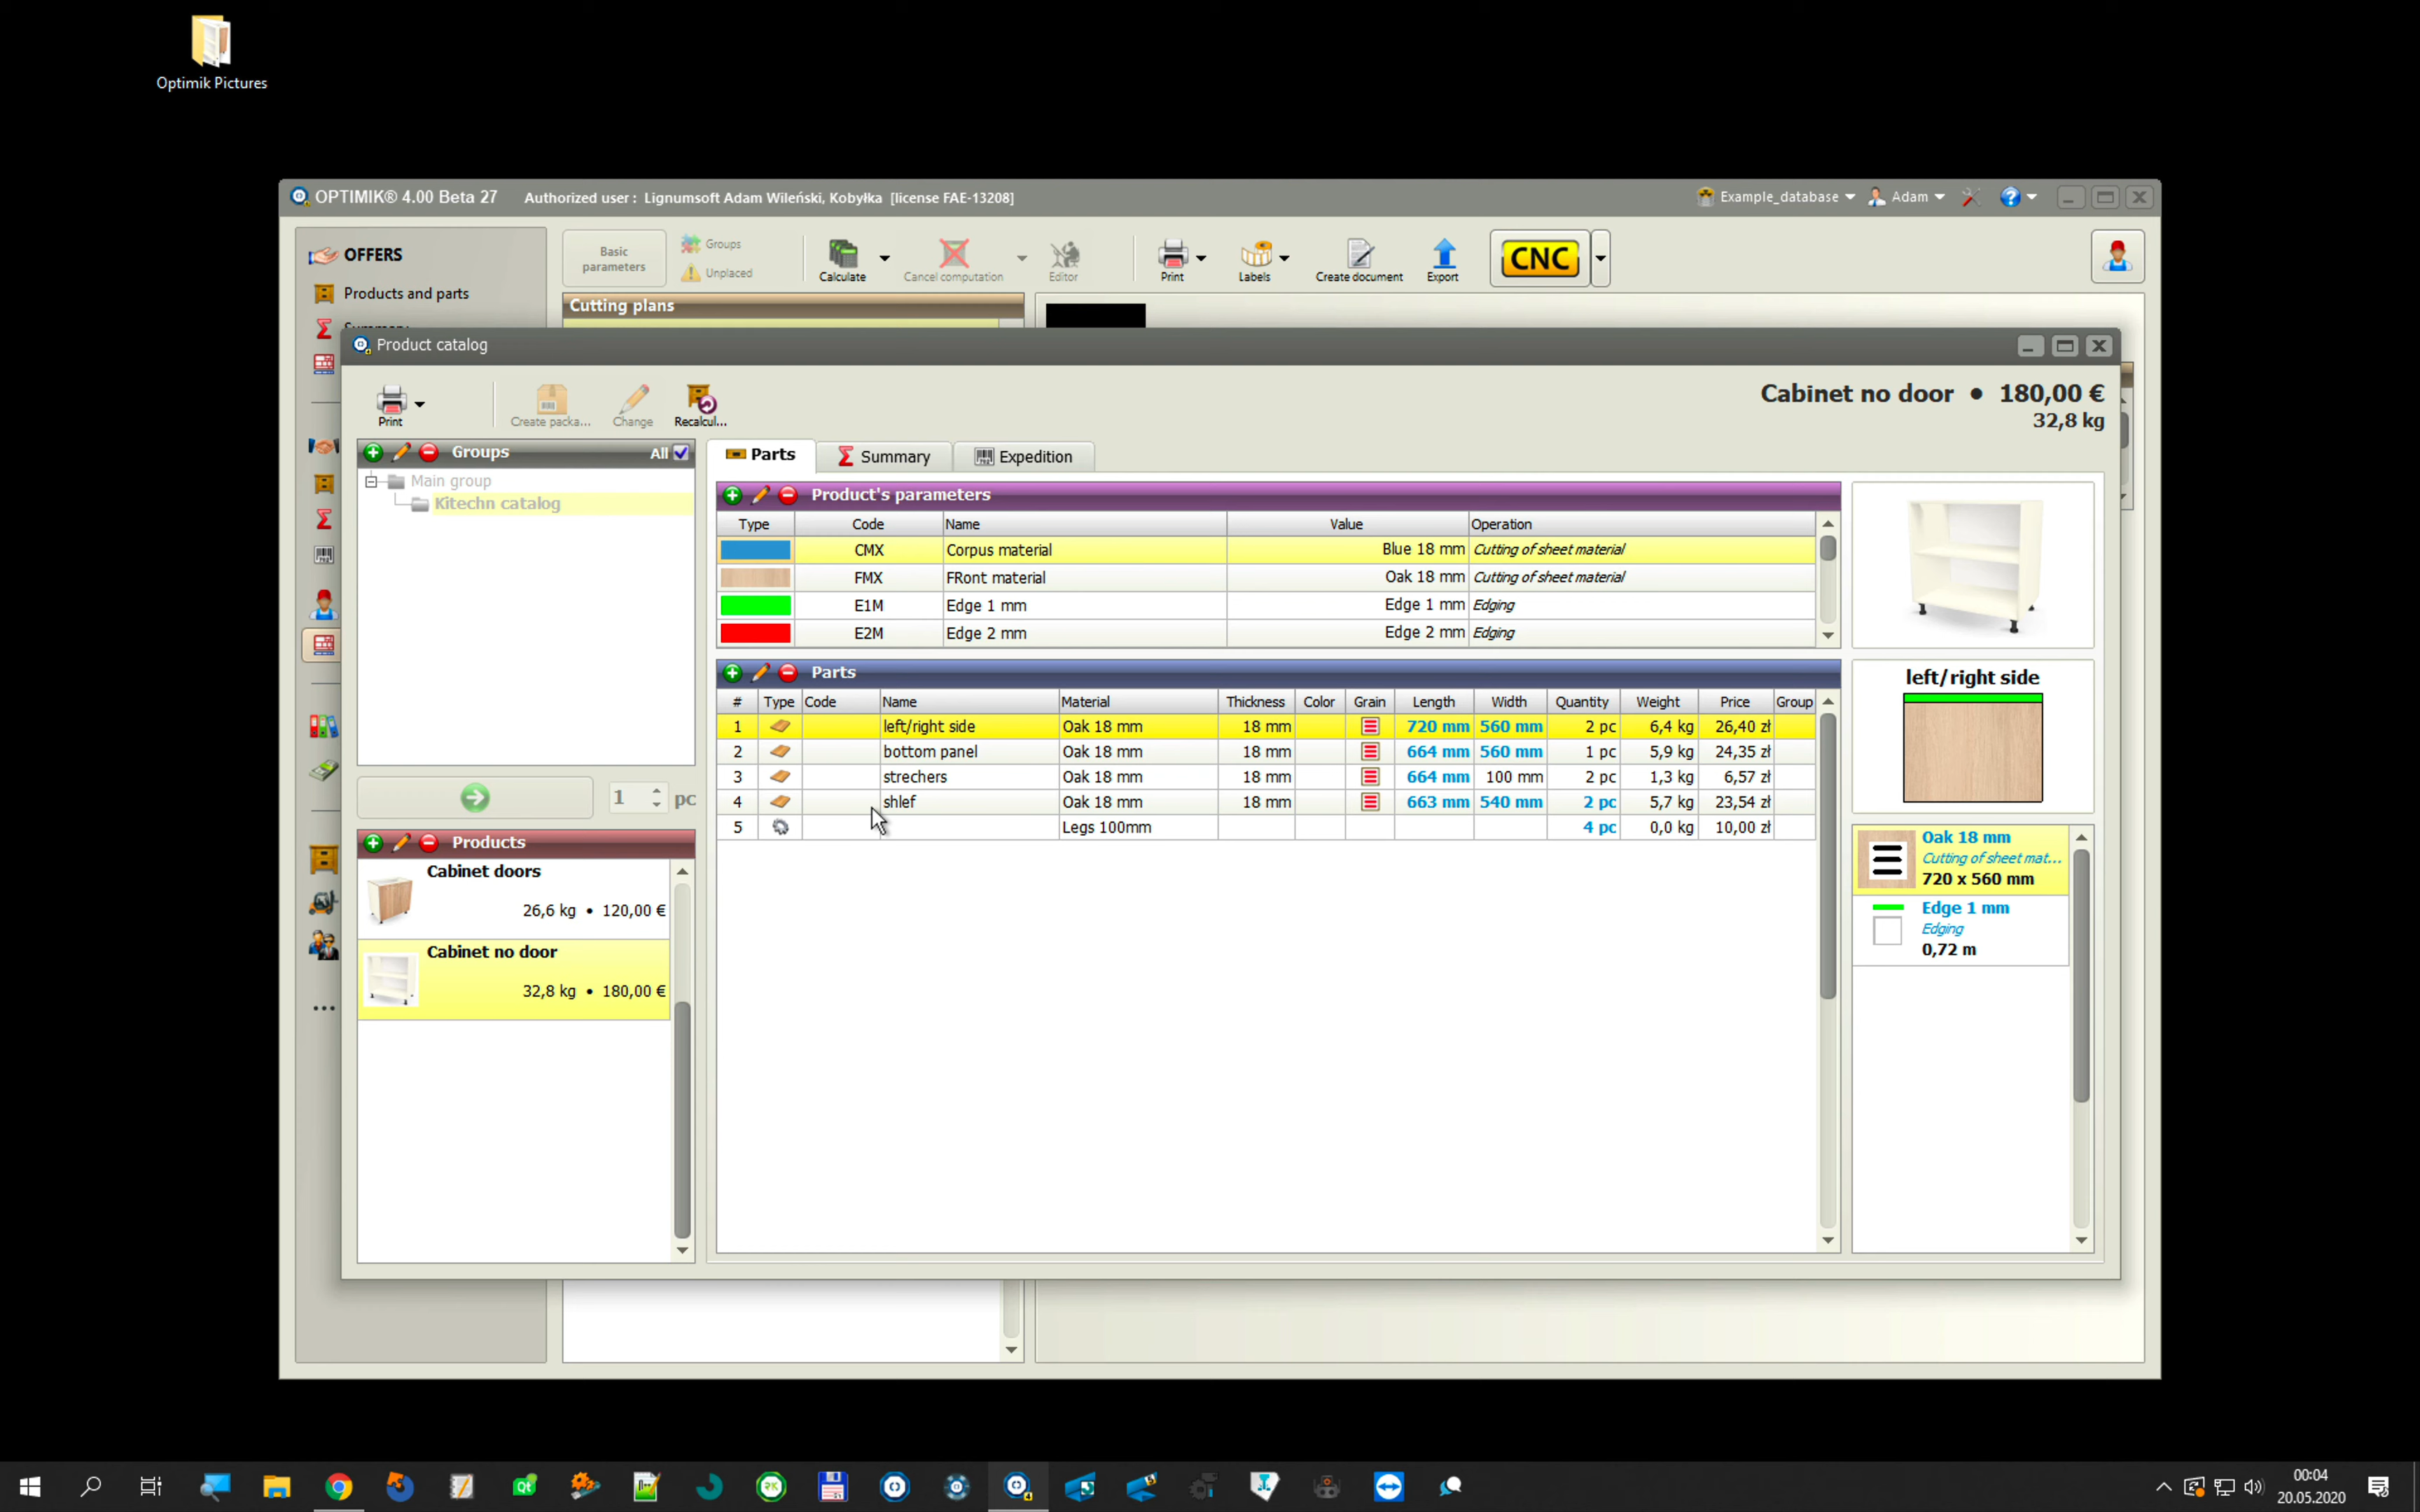 Optimik Pictures
OPTIMIK® 4.00 Beta 27 Authorized user : Lignumsoft Adam Wileński, Kobyłka [license FAE-13208] Example_database Adam
OFFERS
Products and parts
Basic parameters
Groups
Unplaced
Calculate
Cancel computation
Editor
Print
Labels
Create document
Export
CNC
Cutting plans
Product catalog
Print
Create packa...
Change
Recalcul...
Cabinet no door • 180,00 €
32,8 kg
Groups All
Main group
Kitechn catalog
1 pc
Products
Cabinet doors
26,6 kg • 120,00 €
Cabinet no door
32,8 kg • 180,00 €
Parts Summary Expedition
Product's parameters
Type Code Name Value Operation
CMX Corpus material Blue 18 mm Cutting of sheet material
FMX FRont material Oak 18 mm Cutting of sheet material
E1M Edge 1 mm Edge 1 mm Edging
E2M Edge 2 mm Edge 2 mm Edging
Parts
# Type Code Name Material Thickness Color Grain Length Width Quantity Weight Price Group
1 left/right side Oak 18 mm 18 mm 720 mm 560 mm 2 pc 6,4 kg 26,40 zł
2 bottom panel Oak 18 mm 18 mm 664 mm 560 mm 1 pc 5,9 kg 24,35 zł
3 strechers Oak 18 mm 18 mm 664 mm 100 mm 2 pc 1,3 kg 6,57 zł
4 shlef Oak 18 mm 18 mm 663 mm 540 mm 2 pc 5,7 kg 23,54 zł
5 Legs 100mm 4 pc 0,0 kg 10,00 zł
left/right side
Oak 18 mm
Cutting of sheet mat...
720 x 560 mm
Edge 1 mm
Edging
0,72 m
00:04
20.05.2020